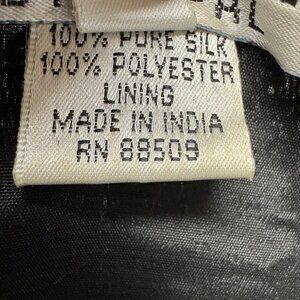 100% PURE SILK
100% POLYESTER
LINING
MADE IN INDIA
RN 88509